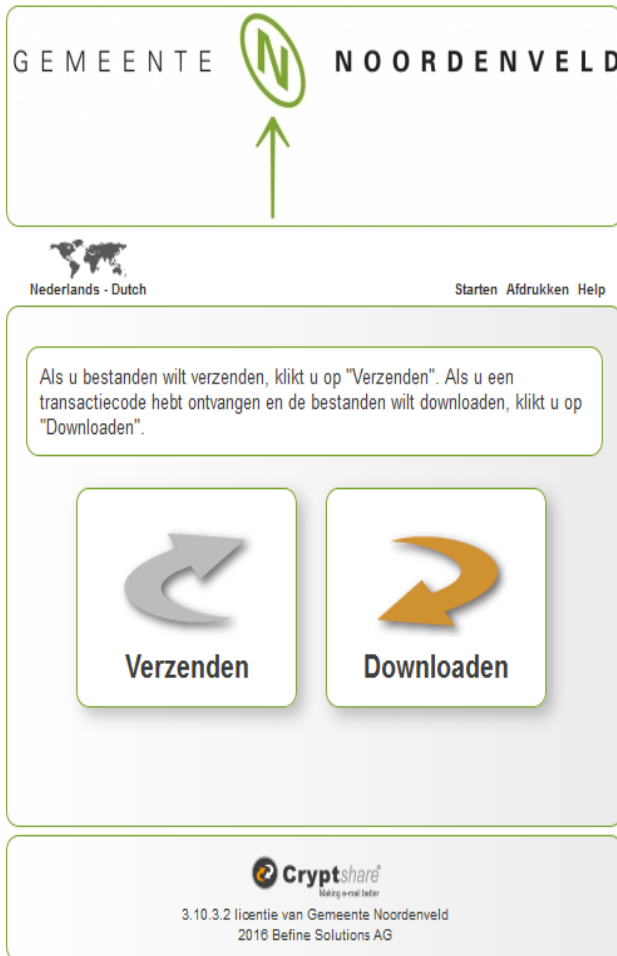 GEMEENTE N NOORDENVELD
Nederlands - Dutch
Starten Afdrukken Help
Als u bestanden wilt verzenden, klikt u op "Verzenden". Als u een
transactiecode hebt ontvangen en de bestanden wilt downloaden, klikt u op
"Downloaden".
Verzenden
Downloaden
Cryptshare®
Making e-mail better
3.10.3.2 licentie van Gemeente Noordenveld
2016 Befine Solutions AG